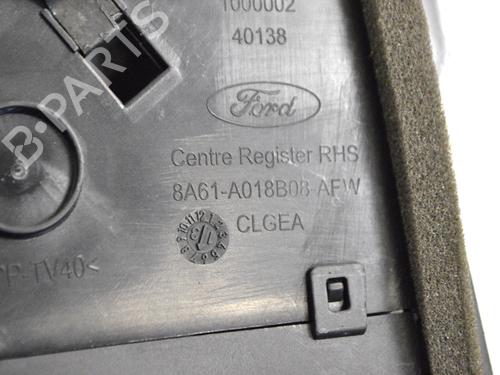 1000002
40138
Ford
Centre Register RHS
8A61-A018B08-AFW
CLGEA
P-TV40<
B-PARTS